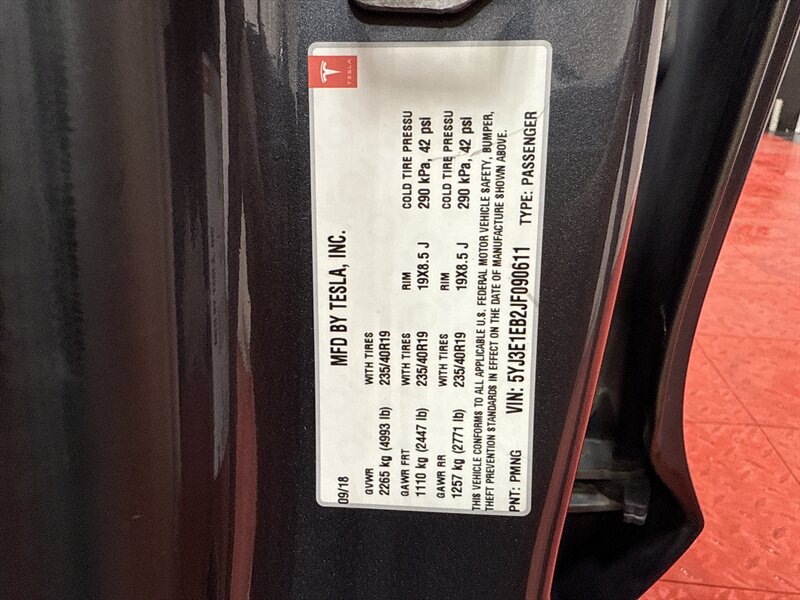 TESLA
MFD BY TESLA, INC.
09/18
GVWR WITH TIRES
2265 kg (4993 lb) 235/40R19
GAWR FRT WITH TIRES RIM COLD TIRE PRESSU
1110 kg (2447 lb) 235/40R19 19X8.5 J 290 kPa, 42 psi
GAWR RR WITH TIRES RIM COLD TIRE PRESSU
1257 kg (2771 lb) 235/40R19 19X8.5 J 290 kPa, 42 psi
THIS VEHICLE CONFORMS TO ALL APPLICABLE U.S. FEDERAL MOTOR VEHICLE SAFETY, BUMPER,
THEFT PREVENTION STANDARDS IN EFFECT ON THE DATE OF MANUFACTURE SHOWN ABOVE.
PNT: PMNG VIN: 5YJ3E1EB2JF090611 TYPE: PASSENGER